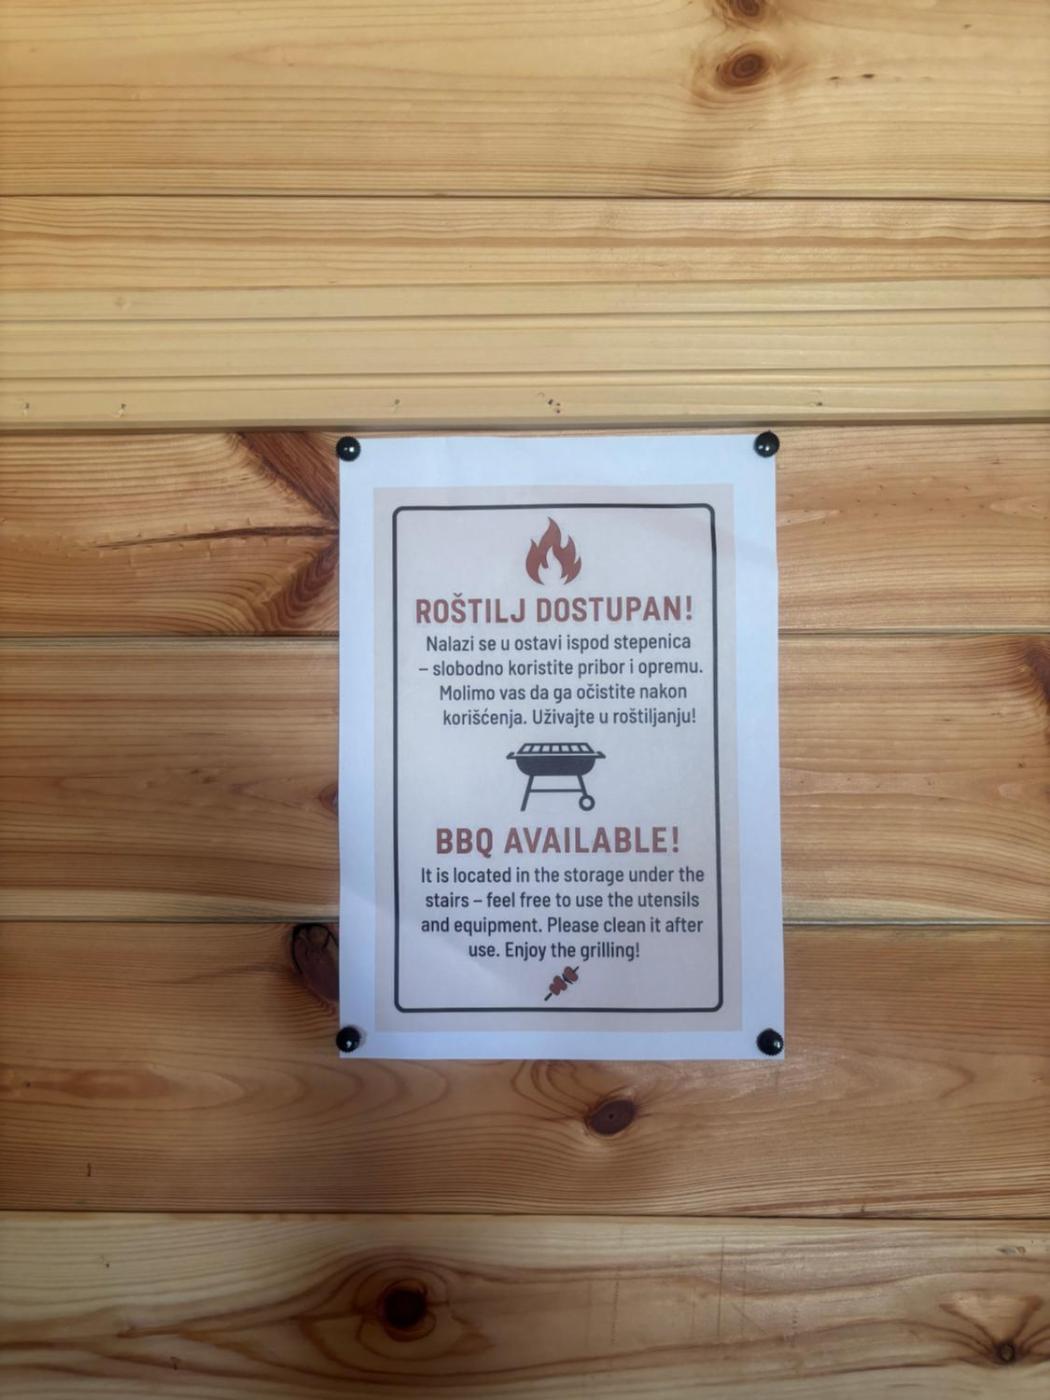 ROŠTILJ DOSTUPAN!
Nalazi se u ostavi ispod stepenica
– slobodno koristite pribor i opremu.
Molimo vas da ga očistite nakon
korišćenja. Uživajte u roštiljanju!
BBQ AVAILABLE!
It is located in the storage under the
stairs – feel free to use the utensils
and equipment. Please clean it after
use. Enjoy the grilling!